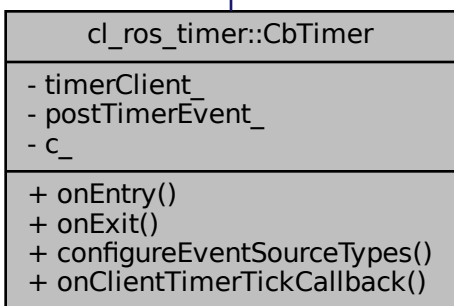 cl_ros_timer::CbTimer
- timerClient_
- postTimerEvent_
- c_
+ onEntry()
+ onExit()
+ configureEventSourceTypes()
+ onClientTimerTickCallback()